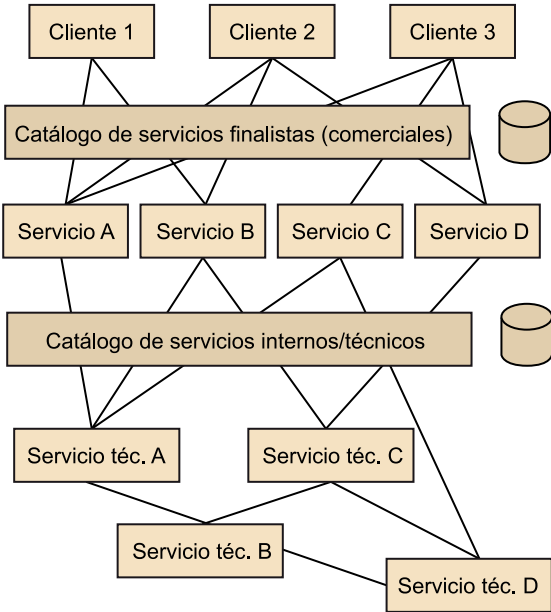 Cliente 1
Cliente 2
Cliente 3
Catálogo de servicios finalistas (comerciales)
Servicio A
Servicio B
Servicio C
Servicio D
Catálogo de servicios internos/técnicos
Servicio téc. A
Servicio téc. C
Servicio téc. B
Servicio téc. D